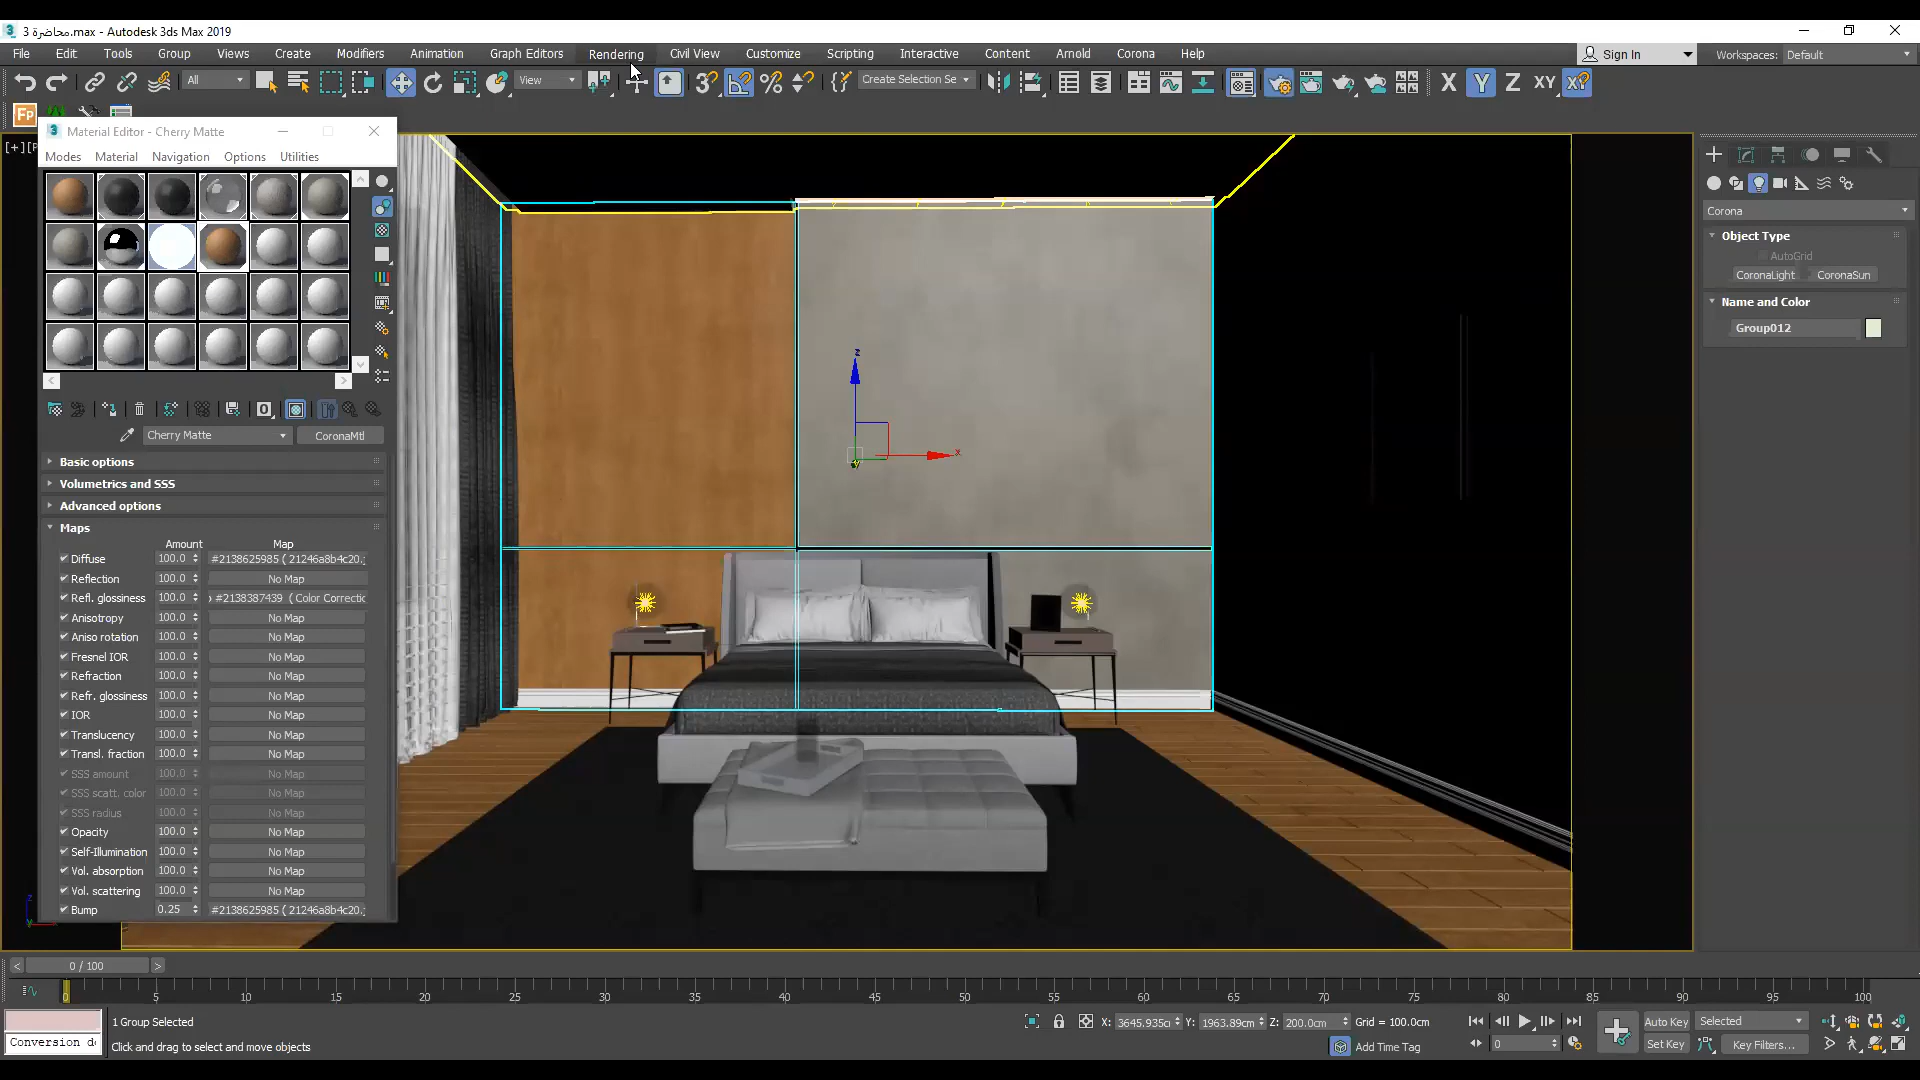 3 محاضرة.max - Autodesk 3ds Max 2019
File Edit Tools Group Views Create Modifiers Animation Graph Editors Rendering Civil View Customize Scripting Interactive Content Arnold Corona Help
Sign In Workspaces: Default
All View Create Selection Se X Y Z XY XY
Fp
[+][P
Material Editor - Cherry Matte
Modes Material Navigation Options Utilities
Cherry Matte CoronaMtl
Basic options
Volumetrics and SSS
Advanced options
Maps
Amount Map
Diffuse 100.0 #2138625985 ( 21246a8b4c20.j
Reflection 100.0 No Map
Refl. glossiness 100.0 #2138387439 ( Color Correctio
Anisotropy 100.0 No Map
Aniso rotation 100.0 No Map
Fresnel IOR 100.0 No Map
Refraction 100.0 No Map
Refr. glossiness 100.0 No Map
IOR 100.0 No Map
Translucency 100.0 No Map
Transl. fraction 100.0 No Map
SSS amount 100.0 No Map
SSS scatt. color 100.0 No Map
SSS radius 100.0 No Map
Opacity 100.0 No Map
Self-Illumination 100.0 No Map
Vol. absorption 100.0 No Map
Vol. scattering 100.0 No Map
Bump 0.25 #2138625985 ( 21246a8b4c20.j
z
x
y
Corona
Object Type
AutoGrid
CoronaLight CoronaSun
Name and Color
Group012
0 / 100
0 5 10 15 20 25 30 35 40 45 50 55 60 65 70 75 80 85 90 95 100
1 Group Selected
X: 3645.935c Y: 1963.89cm Z: 200.0cm Grid = 100.0cm
Auto Key Selected
Conversion d
Click and drag to select and move objects
Add Time Tag
0
Set Key Key Filters...